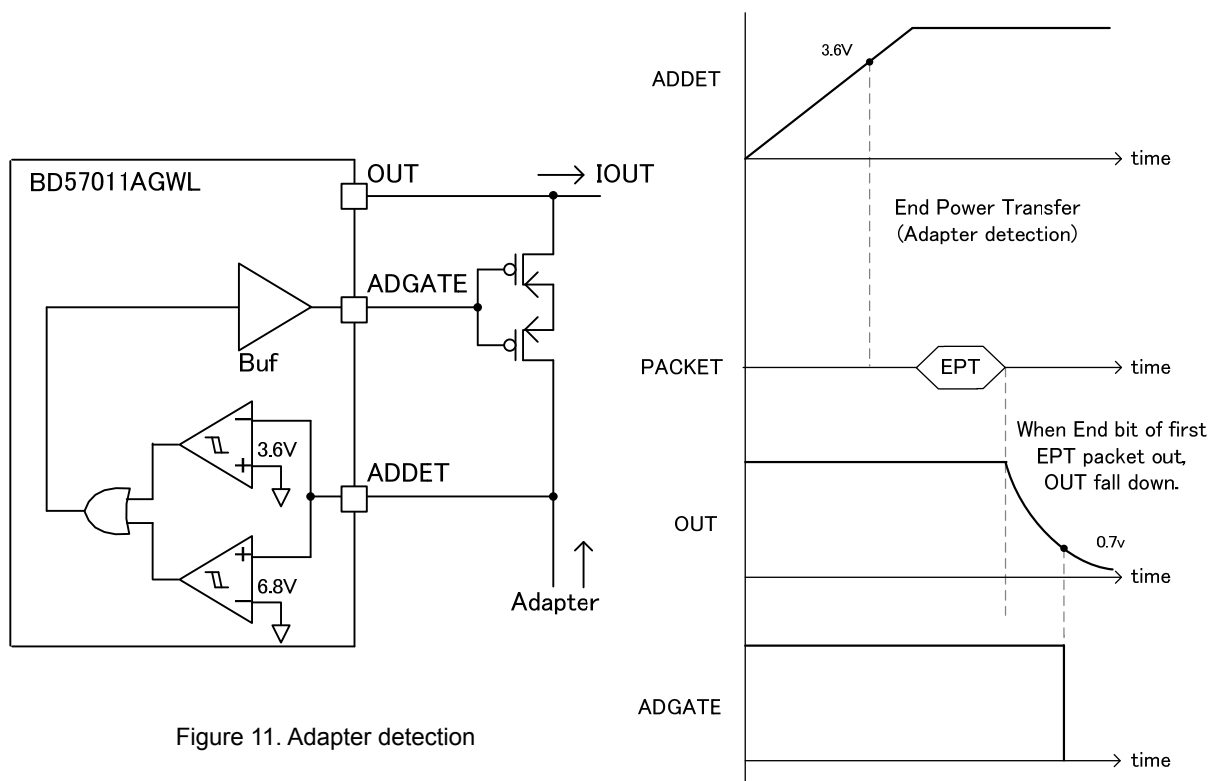 BD57011AGWL
OUT
IOUT
ADGATE
Buf
3.6V
ADDET
6.8V
Adapter
Figure 11. Adapter detection
3.6V
ADDET
time
End Power Transfer
(Adapter detection)
PACKET
EPT
time
When End bit of first
EPT packet out,
OUT fall down.
OUT
0.7v
time
ADGATE
time